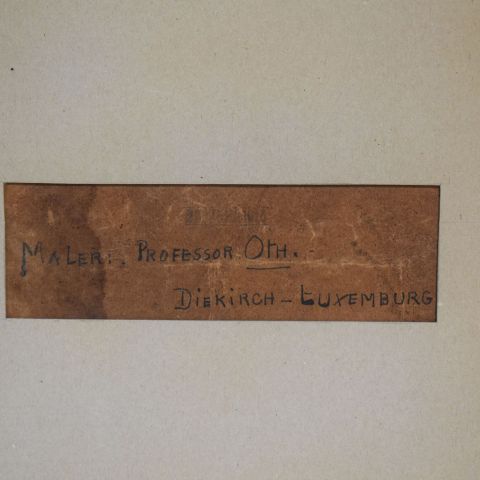 MALER: PROFESSOR OTH.
DIEKIRCH – LUXEMBURG